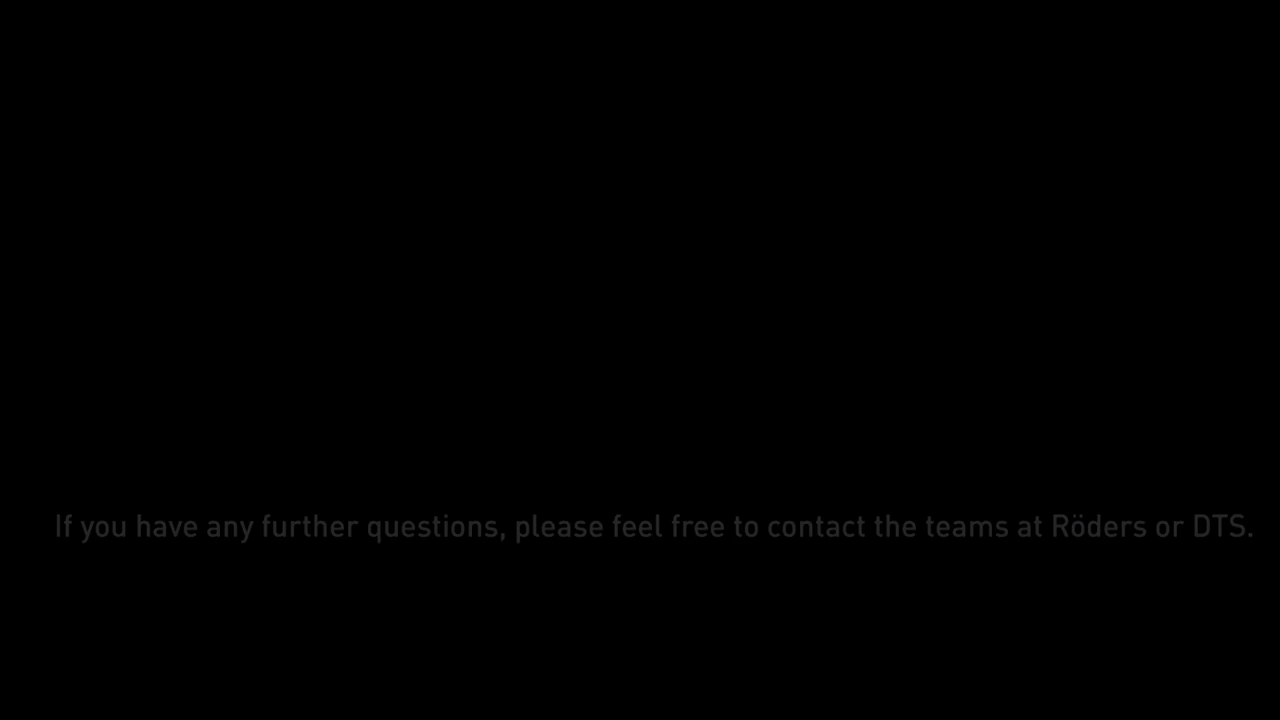 If you have any further questions, please feel free to contact the teams at Röders or DTS.